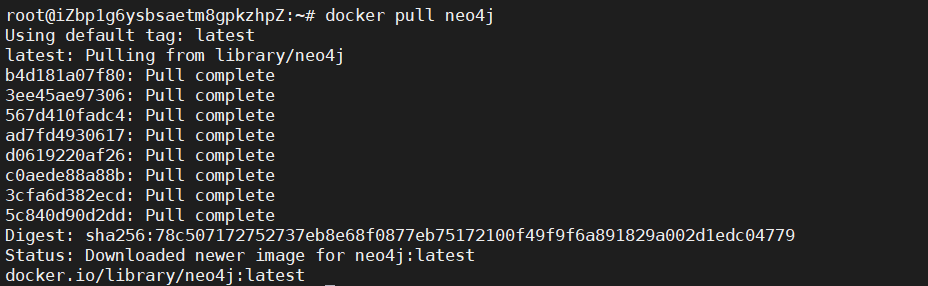 root@iZbp1g6ysbsaetm8gpkzhpZ:~# docker pull neo4j
Using default tag: latest
latest: Pulling from library/neo4j
b4d181a07f80: Pull complete
3ee45ae97306: Pull complete
567d410fadc4: Pull complete
ad7fd4930617: Pull complete
d0619220af26: Pull complete
c0aede88a88b: Pull complete
3cfa6d382ecd: Pull complete
5c840d90d2dd: Pull complete
Digest: sha256:78c507172752737eb8e68f0877eb75172100f49f9f6a891829a002d1edc04779
Status: Downloaded newer image for neo4j:latest
docker.io/library/neo4j:latest